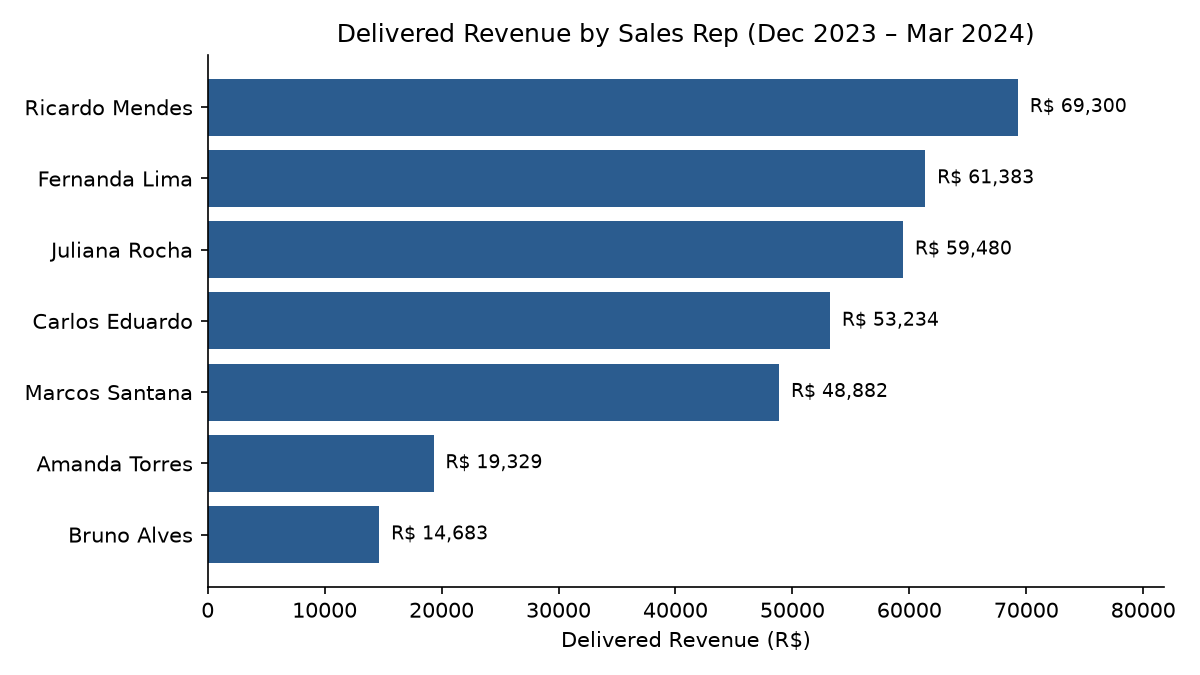 Delivered Revenue by Sales Rep (Dec 2023 – Mar 2024)
Ricardo Mendes R$ 69,300
Fernanda Lima R$ 61,383
Juliana Rocha R$ 59,480
Carlos Eduardo R$ 53,234
Marcos Santana R$ 48,882
Amanda Torres R$ 19,329
Bruno Alves R$ 14,683
0 10000 20000 30000 40000 50000 60000 70000 80000
Delivered Revenue (R$)